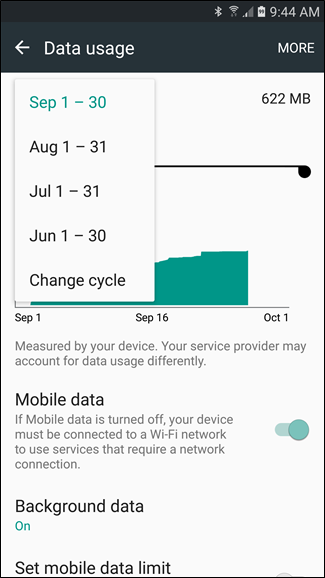 9:44 AM
Data usage MORE
Sep 1 – 30
622 MB
Aug 1 – 31
Jul 1 – 31
Jun 1 – 30
Change cycle
Sep 1 Sep 16 Oct 1
Measured by your device. Your service provider may
account for data usage differently.
Mobile data
If Mobile data is turned off, your device
must be connected to a Wi-Fi network
to use services that require a network
connection.
Background data
On
Set mobile data limit